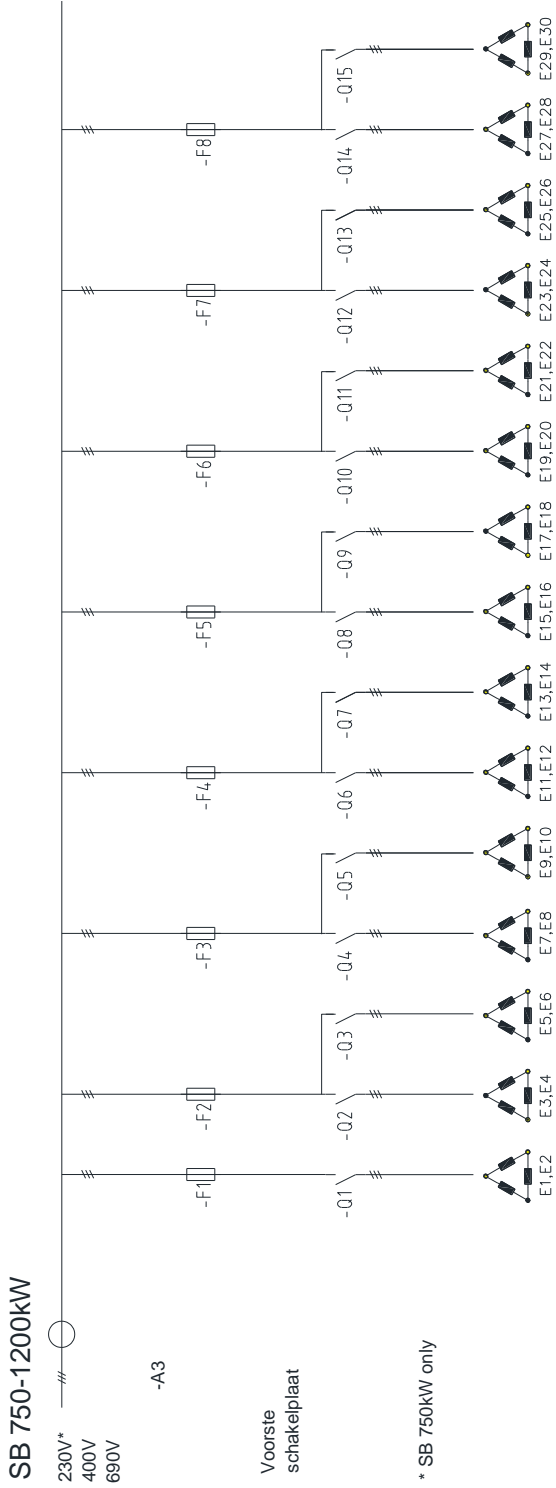 SB 750-1200kW
230V*
400V
690V
-A3
Voorste
schakelplaat
* SB 750kW only
-F1
-F2
-F3
-F4
-F5
-F6
-F7
-F8
-Q1
-Q2
-Q3
-Q4
-Q5
-Q6
-Q7
-Q8
-Q9
-Q10
-Q11
-Q12
-Q13
-Q14
-Q15
E1,E2
E3,E4
E5,E6
E7,E8
E9,E10
E11,E12
E13,E14
E15,E16
E17,E18
E19,E20
E21,E22
E23,E24
E25,E26
E27,E28
E29,E30